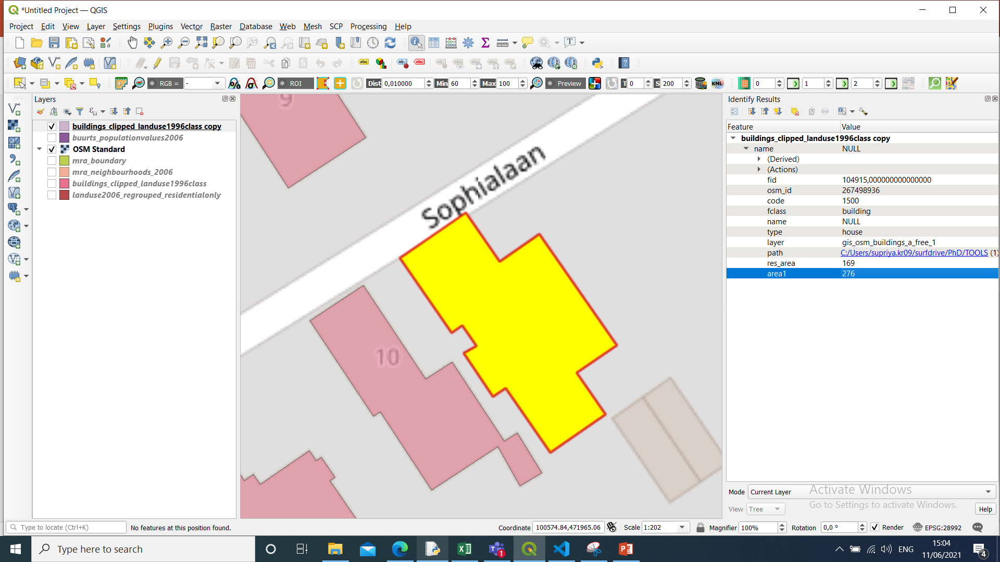 *Untitled Project — QGIS
Project Edit View Layer Settings Plugins Vector Raster Database Web Mesh SCP Processing Help
RGB = - ROI Dist 0,010000 Min 60 Max 100 Preview T 0 S 200 KML 0 1 2
Layers
buildings_clipped_landuse1996class copy
buurts_populationvalues2006
OSM Standard
mra_boundary
mra_neighbourhoods_2006
buildings_clipped_landuse1996class
landuse2006_regrouped_residentialonly
9
Sophialaan
10
Identify Results
Feature Value
buildings_clipped_landuse1996class copy
name NULL
(Derived)
(Actions)
fid 104915,000000000000000
osm_id 267498936
code 1500
fclass building
name NULL
type house
layer gis_osm_buildings_a_free_1
path C:/Users/supriya.kr09/surfdrive/PhD/TOOLS (1)
res_area 169
area1 276
Mode Current Layer
View Tree Help
Activate Windows
Go to Settings to activate Windows.
Type to locate (Ctrl+K) No features at this position found. Coordinate 100574.84,471965.06 Scale 1:202 Magnifier 100% Rotation 0,0 ° Render EPSG:28992
Type here to search ENG 15:04
11/06/2021
1
4